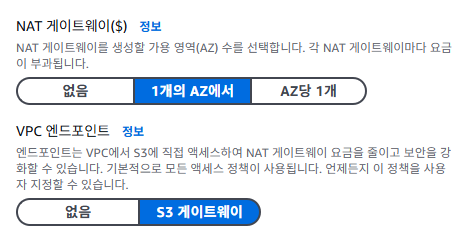 NAT 게이트웨이($) 정보
NAT 게이트웨이를 생성할 가용 영역(AZ) 수를 선택합니다. 각 NAT 게이트웨이마다 요금
이 부과됩니다.
없음 1개의 AZ에서 AZ당 1개
VPC 엔드포인트 정보
엔드포인트는 VPC에서 S3에 직접 액세스하여 NAT 게이트웨이 요금을 줄이고 보안을 강
화할 수 있습니다. 기본적으로 모든 액세스 정책이 사용됩니다. 언제든지 이 정책을 사용
자 지정할 수 있습니다.
없음 S3 게이트웨이